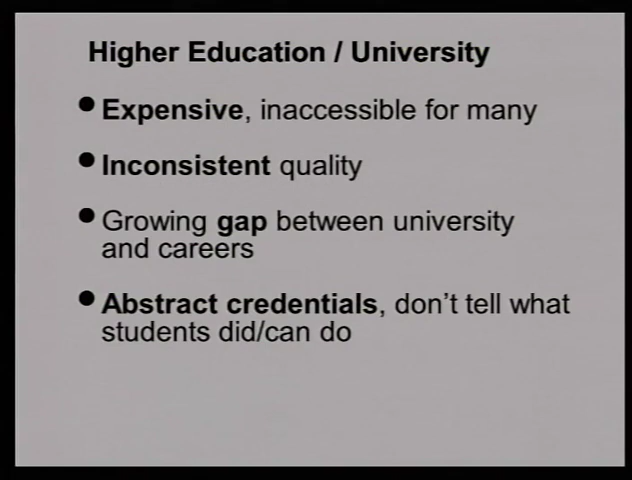 Higher Education / University
• Expensive, inaccessible for many
• Inconsistent quality
• Growing gap between university
and careers
• Abstract credentials, don't tell what
students did/can do